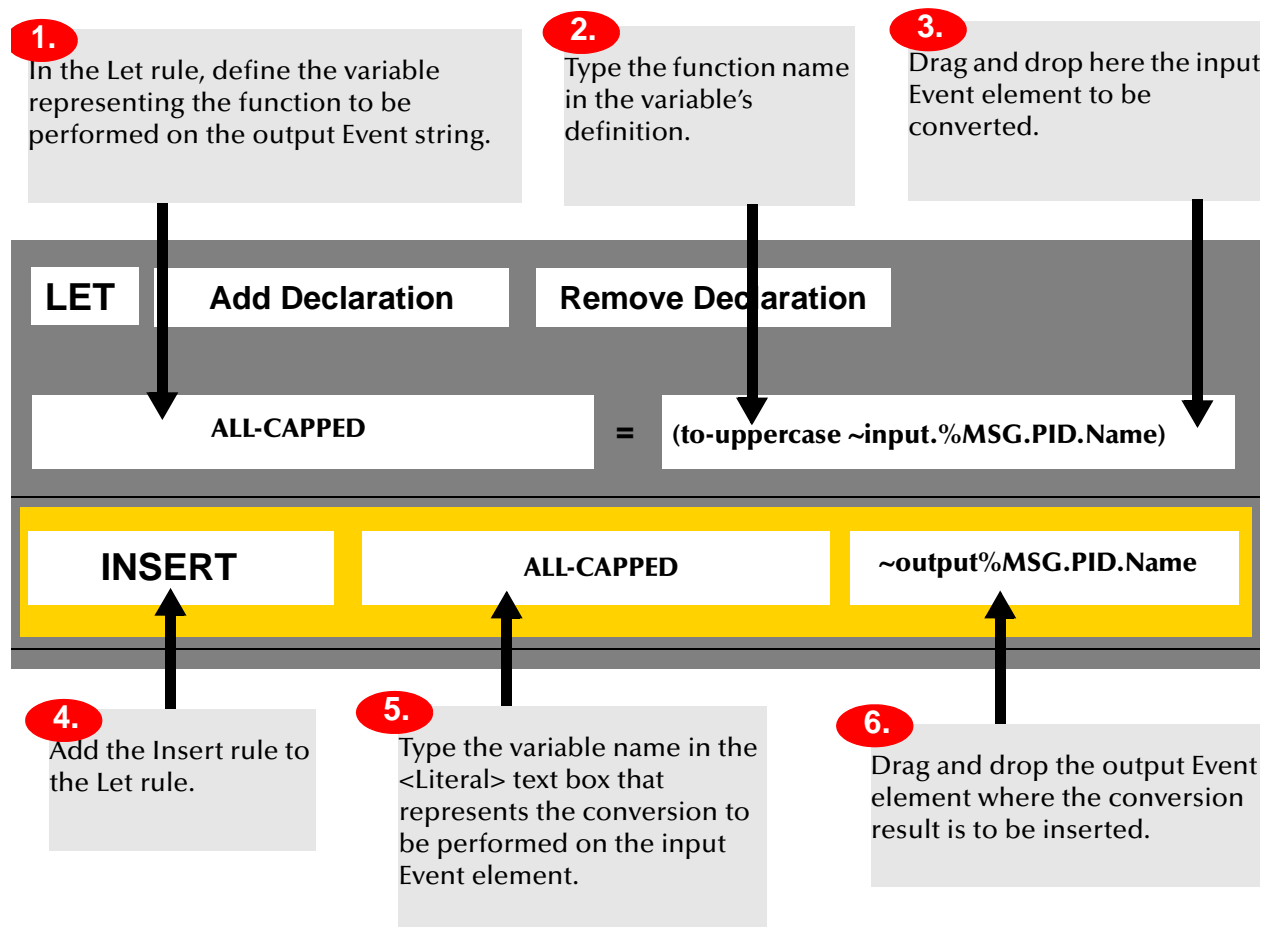 1.
In the Let rule, define the variable
representing the function to be
performed on the output Event string.
2.
Type the function name
in the variable's
definition.
3.
Drag and drop here the input
Event element to be
converted.
LET
Add Declaration
Remove Declaration
ALL-CAPPED
=
(to-uppercase ~input.%MSG.PID.Name)
INSERT
ALL-CAPPED
~output%MSG.PID.Name
4.
Add the Insert rule to
the Let rule.
5.
Type the variable name in the
<Literal> text box that
represents the conversion to
be performed on the input
Event element.
6.
Drag and drop the output Event
element where the conversion
result is to be inserted.